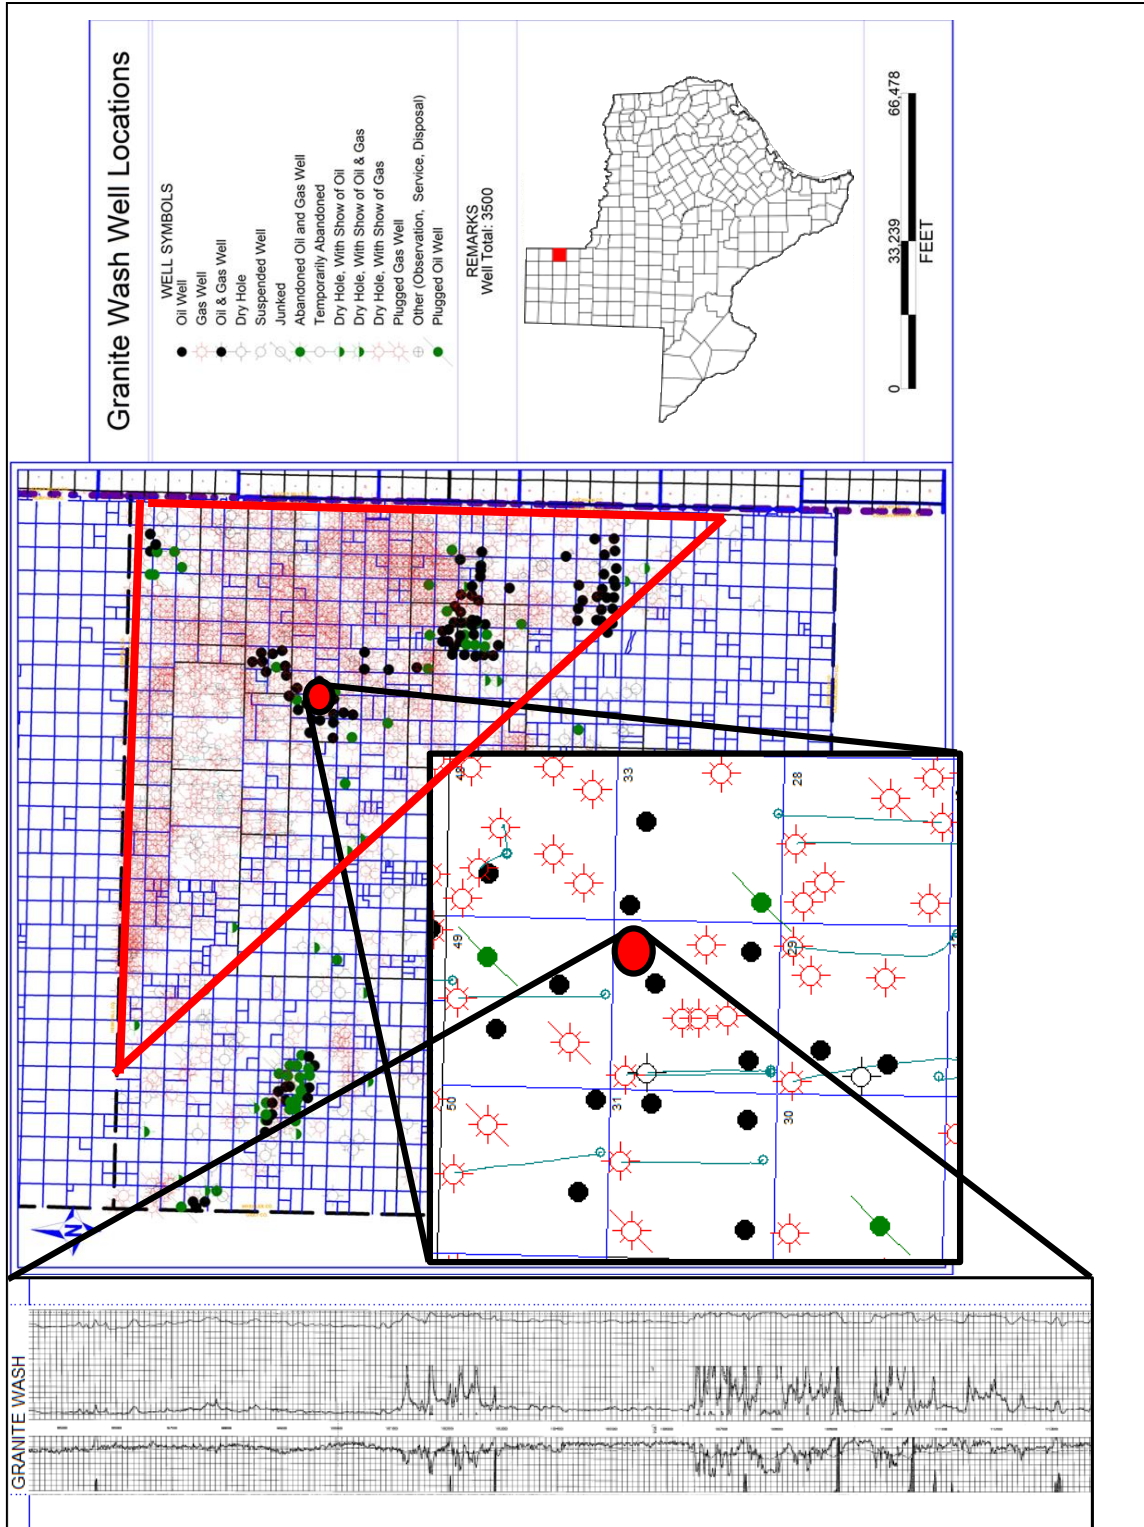 Granite Wash Well Locations
WELL SYMBOLS
Oil Well
Gas Well
Oil & Gas Well
Dry Hole
Suspended Well
Junked
Abandoned Oil and Gas Well
Temporarily Abandoned
Dry Hole, With Show of Oil
Dry Hole, With Show of Oil & Gas
Dry Hole, With Show of Gas
Plugged Gas Well
Other (Observation, Service, Disposal)
Plugged Oil Well
REMARKS
Well Total: 3500
0 33,239 66,478
FEET
N
48
33
28
49
29
50
31
30
GRANITE WASH